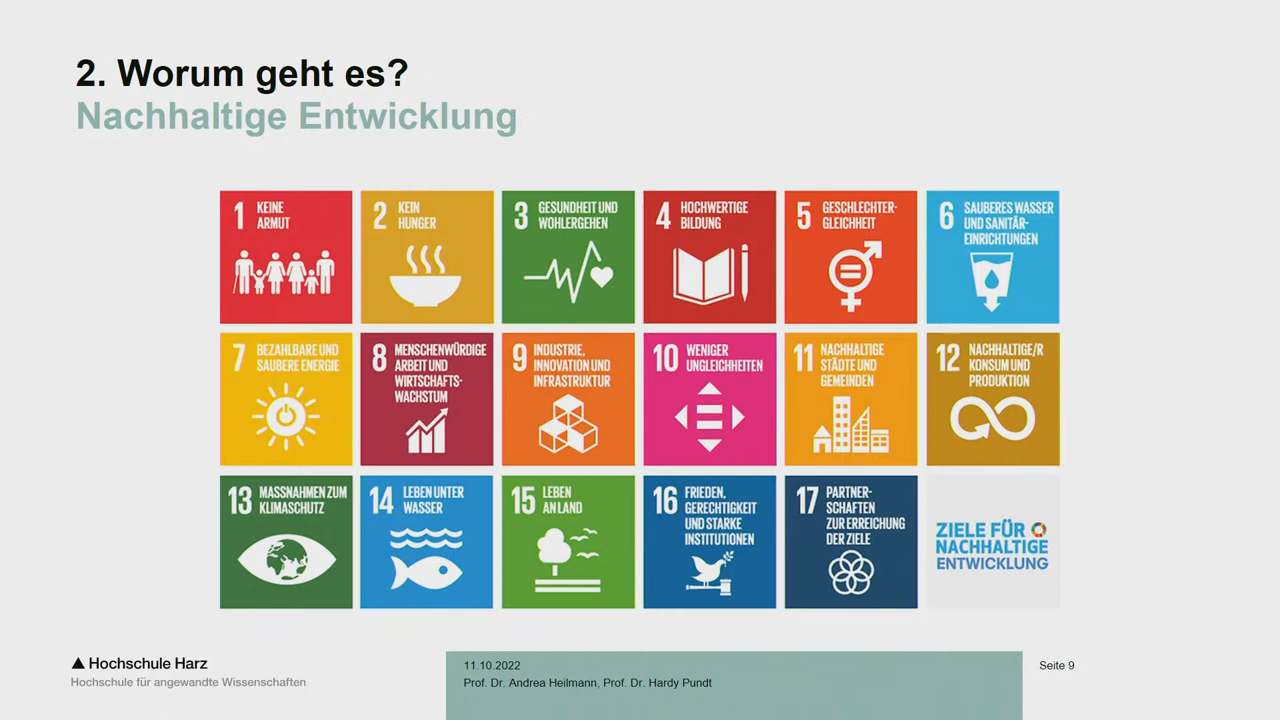 2. Worum geht es?
Nachhaltige Entwicklung
1 KEINE
ARMUT
2 KEIN
HUNGER
3 GESUNDHEIT UND
WOHLERGEHEN
4 HOCHWERTIGE
BILDUNG
5 GESCHLECHTER-
GLEICHHEIT
6 SAUBERES WASSER
UND SANITÄR-
EINRICHTUNGEN
7 BEZAHLBARE UND
SAUBERE ENERGIE
8 MENSCHENWÜRDIGE
ARBEIT UND
WIRTSCHAFTS-
WACHSTUM
9 INDUSTRIE,
INNOVATION UND
INFRASTRUKTUR
10 WENIGER
UNGLEICHHEITEN
11 NACHHALTIGE
STÄDTE UND
GEMEINDEN
12 NACHHALTIGE/R
KONSUM UND
PRODUKTION
13 MASSNAHMEN ZUM
KLIMASCHUTZ
14 LEBEN UNTER
WASSER
15 LEBEN
AN LAND
16 FRIEDEN,
GERECHTIGKEIT
UND STARKE
INSTITUTIONEN
17 PARTNER-
SCHAFTEN
ZUR ERREICHUNG
DER ZIELE
ZIELE FÜR
NACHHALTIGE
ENTWICKLUNG
Hochschule Harz
Hochschule für angewandte Wissenschaften
11.10.2022
Prof. Dr. Andrea Heilmann, Prof. Dr. Hardy Pundt
Seite 9